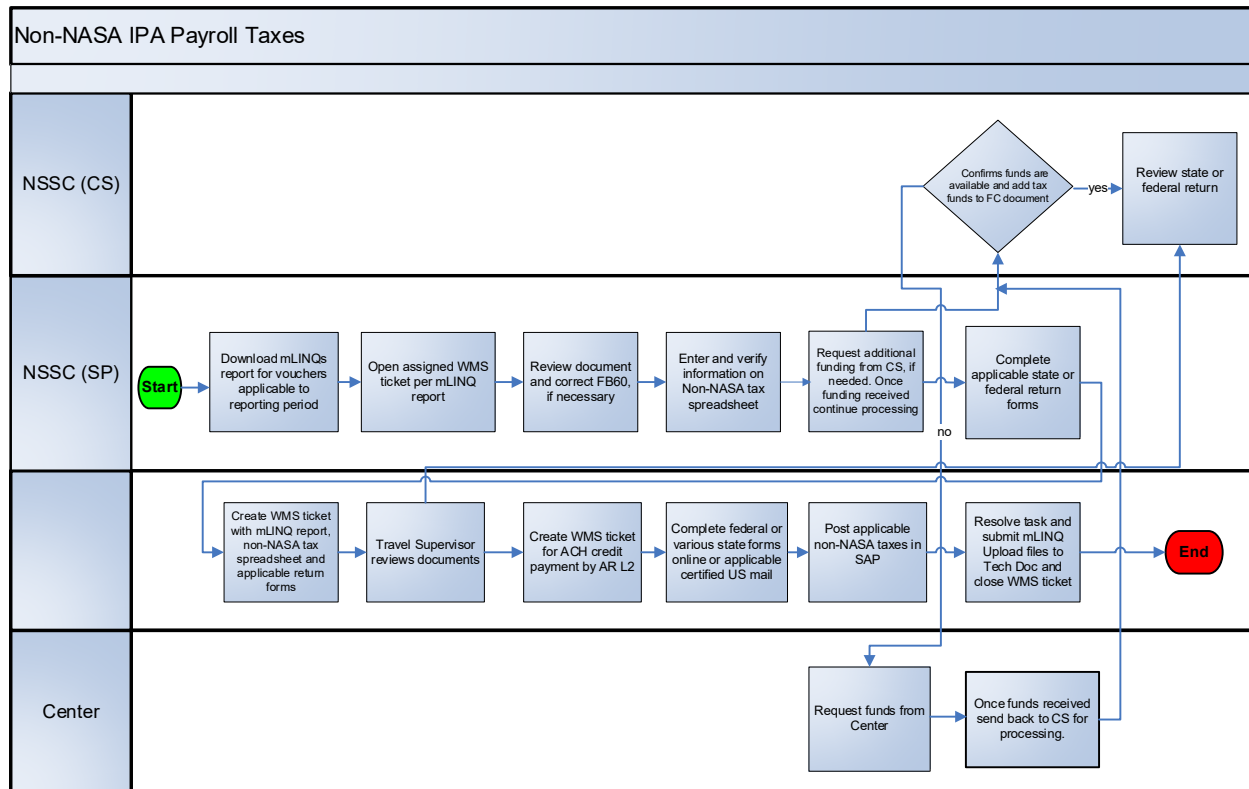 Non-NASA IPA Payroll Taxes
NSSC (CS)
Confirms funds are
available and add tax
funds to FC document
yes
Review state or
federal return
NSSC (SP)
Start
Download mLINQs
report for vouchers
applicable to
reporting period
Open assigned WMS
ticket per mLINQ
report
Review document
and correct FB60,
if necessary
Enter and verify
information on
Non-NASA tax
spreadsheet
Request additional
funding from CS, if
needed. Once
funding received
continue processing
Complete
applicable state or
federal return
forms
no
Create WMS ticket
with mLINQ report,
non-NASA tax
spreadsheet and
applicable return
forms
Travel Supervisor
reviews documents
Create WMS ticket
for ACH credit
payment by AR L2
Complete federal or
various state forms
online or applicable
certified US mail
Post applicable
non-NASA taxes in
SAP
Resolve task and
submit mLINQ
Upload files to
Tech Doc and
close WMS ticket
End
Center
Request funds from
Center
Once funds received
send back to CS for
processing.